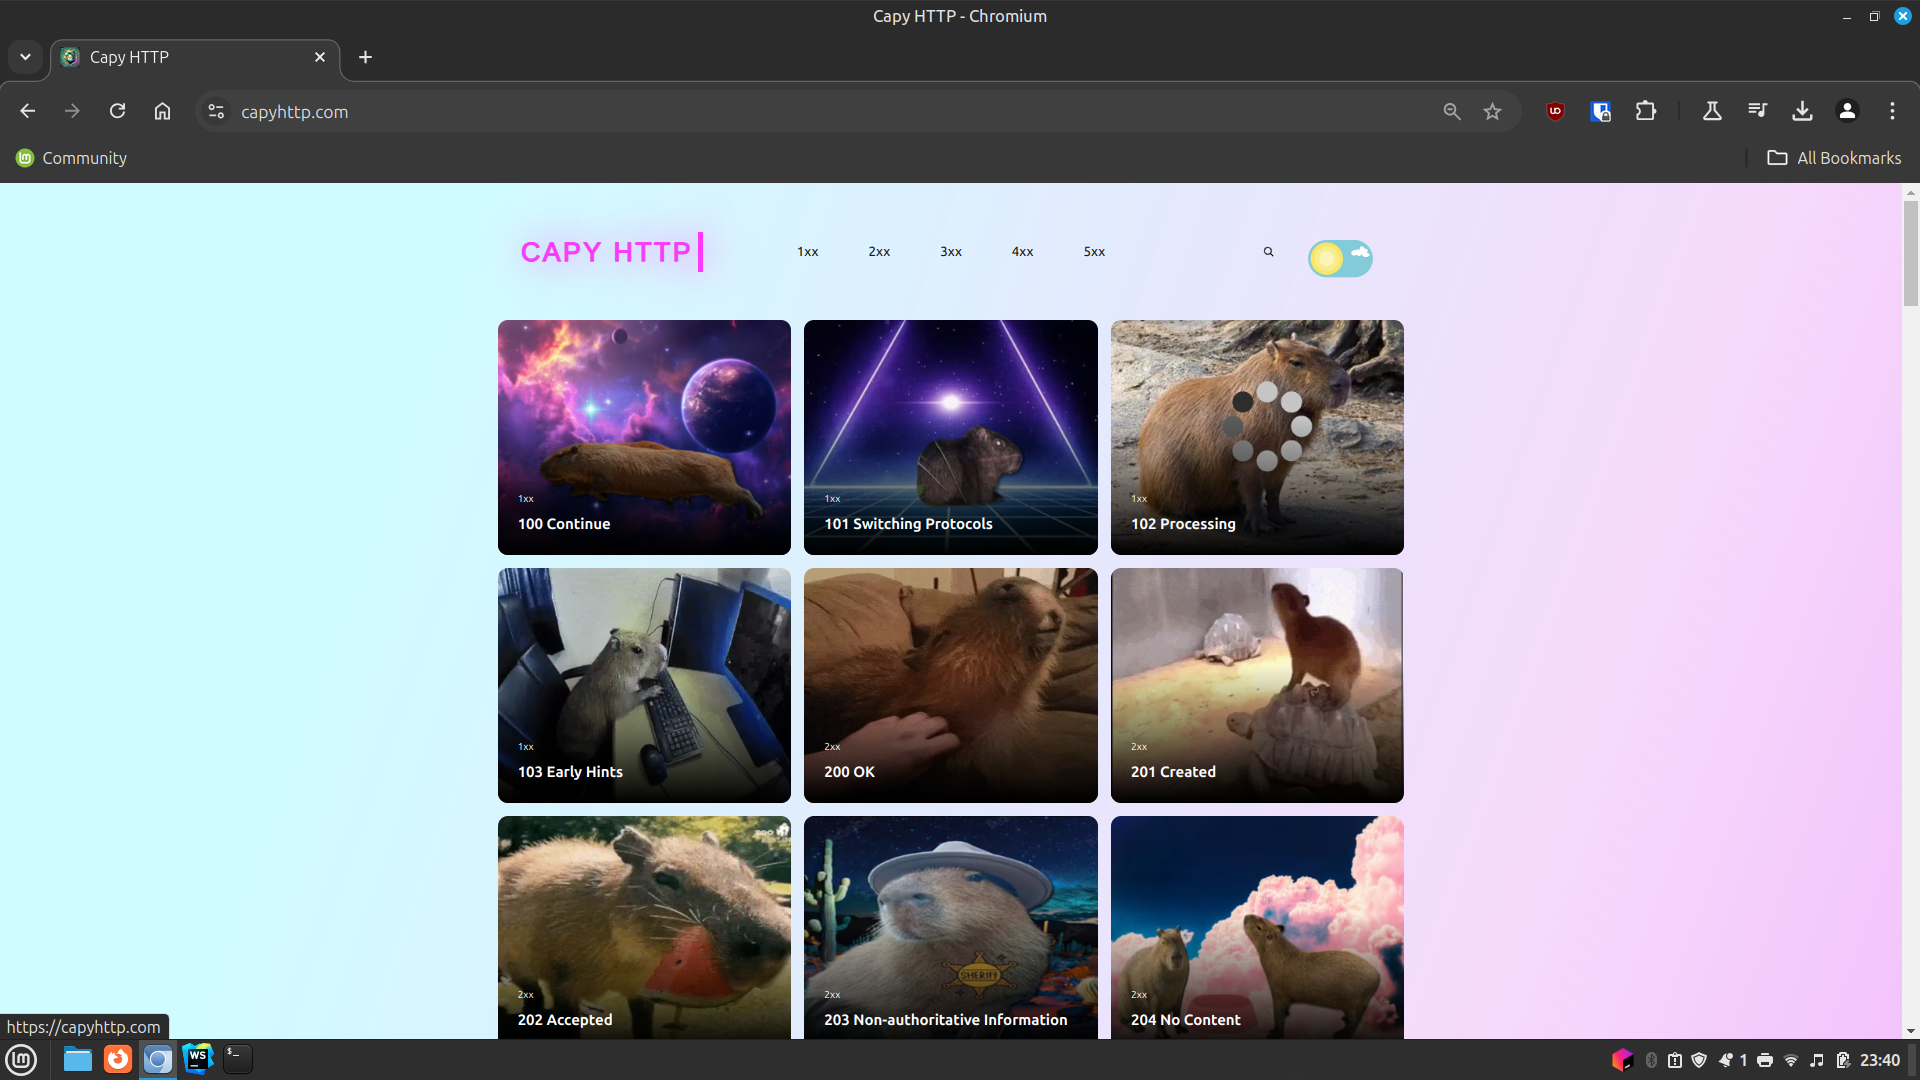 Capy HTTP - Chromium
Capy HTTP
capyhttp.com
Community
All Bookmarks
CAPY HTTP
1xx 2xx 3xx 4xx 5xx
1xx
100 Continue
1xx
101 Switching Protocols
1xx
102 Processing
1xx
103 Early Hints
2xx
200 OK
2xx
201 Created
2xx
202 Accepted
SHERIFF
2xx
203 Non-authoritative Information
2xx
204 No Content
https://capyhttp.com
WS
$_
1
23:40